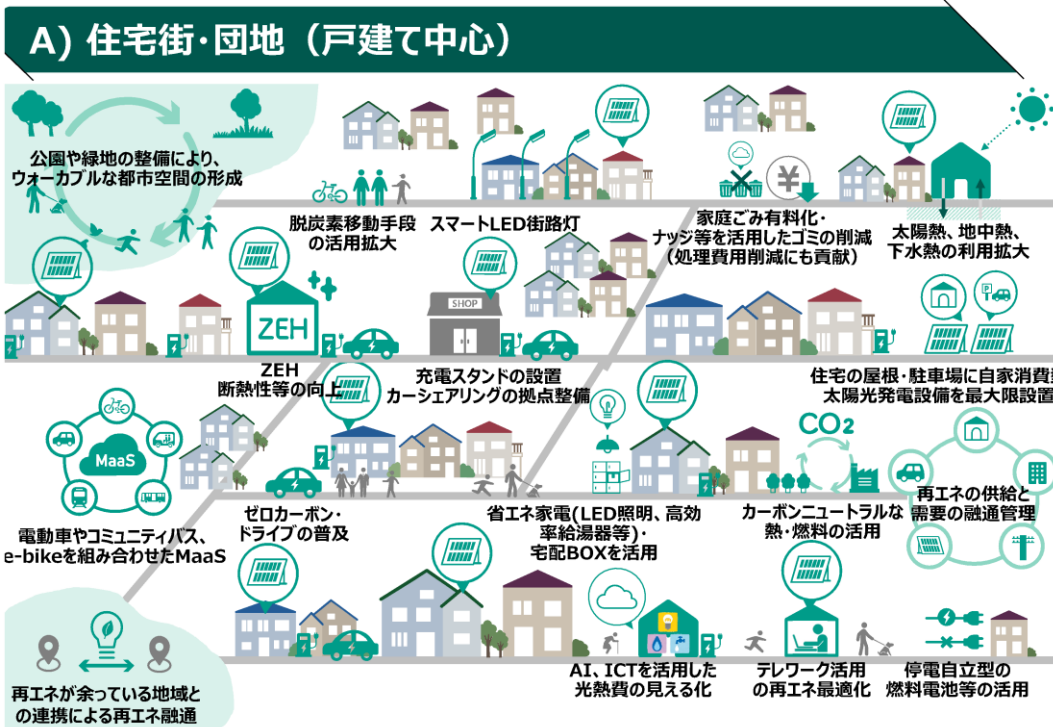 A）住宅街・団地（戸建て中心）
公園や緑地の整備により、
ウォーカブルな都市空間の形成
脱炭素移動手段
の活用拡大
スマートLED街路灯
¥
家庭ごみ有料化・
ナッジ等を活用したゴミの削減
（処理費用削減にも貢献）
太陽熱、地中熱、
下水熱の利用拡大
ZEH
ZEH
断熱性等の向上
SHOP
充電スタンドの設置
カーシェアリングの拠点整備
P
住宅の屋根・駐車場に自家消費
太陽光発電設備を最大限設置
MaaS
電動車やコミュニティバス、
e-bikeを組み合わせたMaaS
ゼロカーボン・
ドライブの普及
省エネ家電(LED照明、高効
率給湯器等)・
宅配BOXを活用
CO2
カーボンニュートラルな
熱・燃料の活用
再エネの供給と
需要の融通管理
再エネが余っている地域と
の連携による再エネ融通
AI、ICTを活用した
光熱費の見える化
テレワーク活用
の再エネ最適化
停電自立型の
燃料電池等の活用